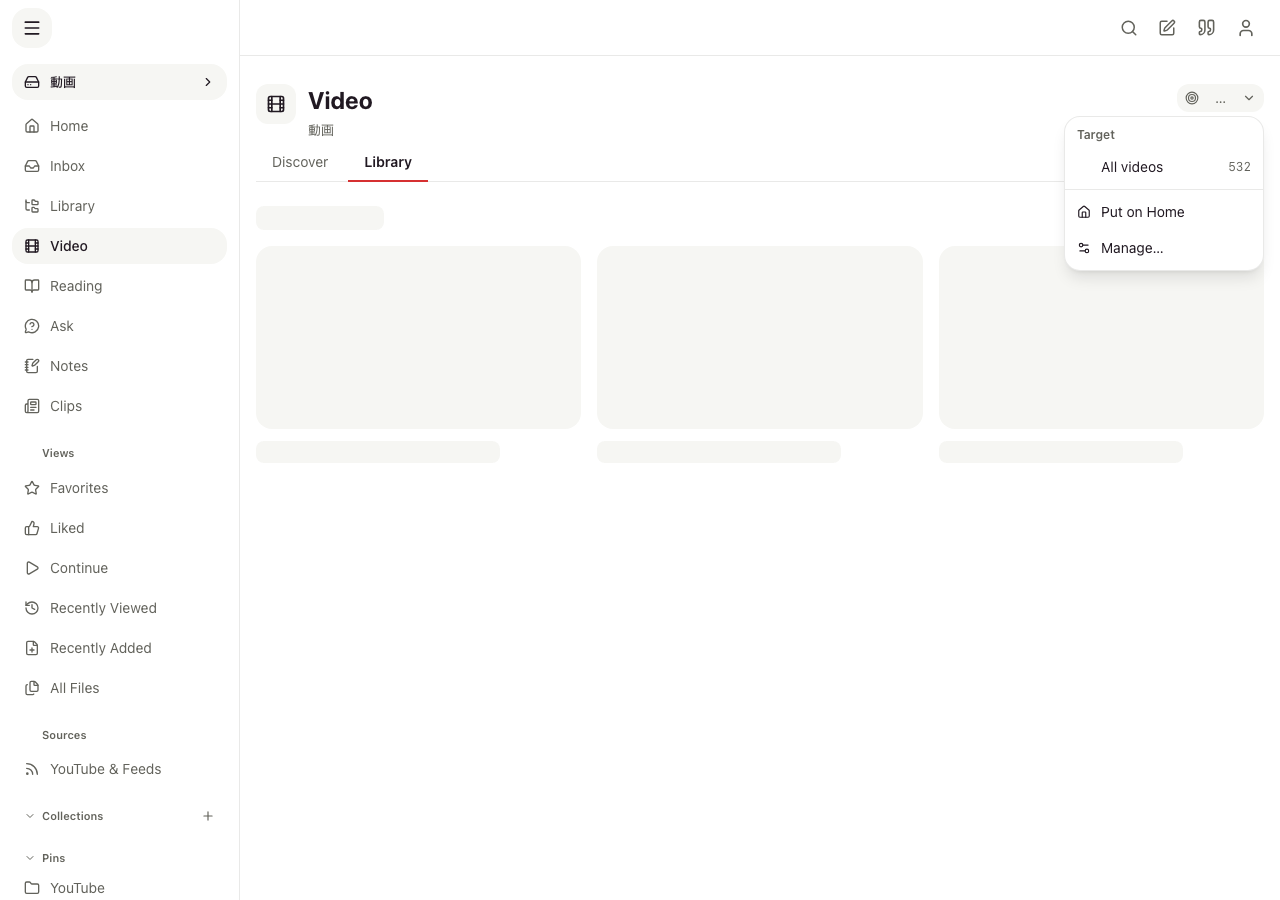 動画
Home
Inbox
Library
Video
Reading
Ask
Notes
Clips
Views
Favorites
Liked
Continue
Recently Viewed
Recently Added
All Files
Sources
YouTube & Feeds
Collections
Pins
YouTube
Video
動画
Discover
Library
...
Target
All videos 532
Put on Home
Manage...